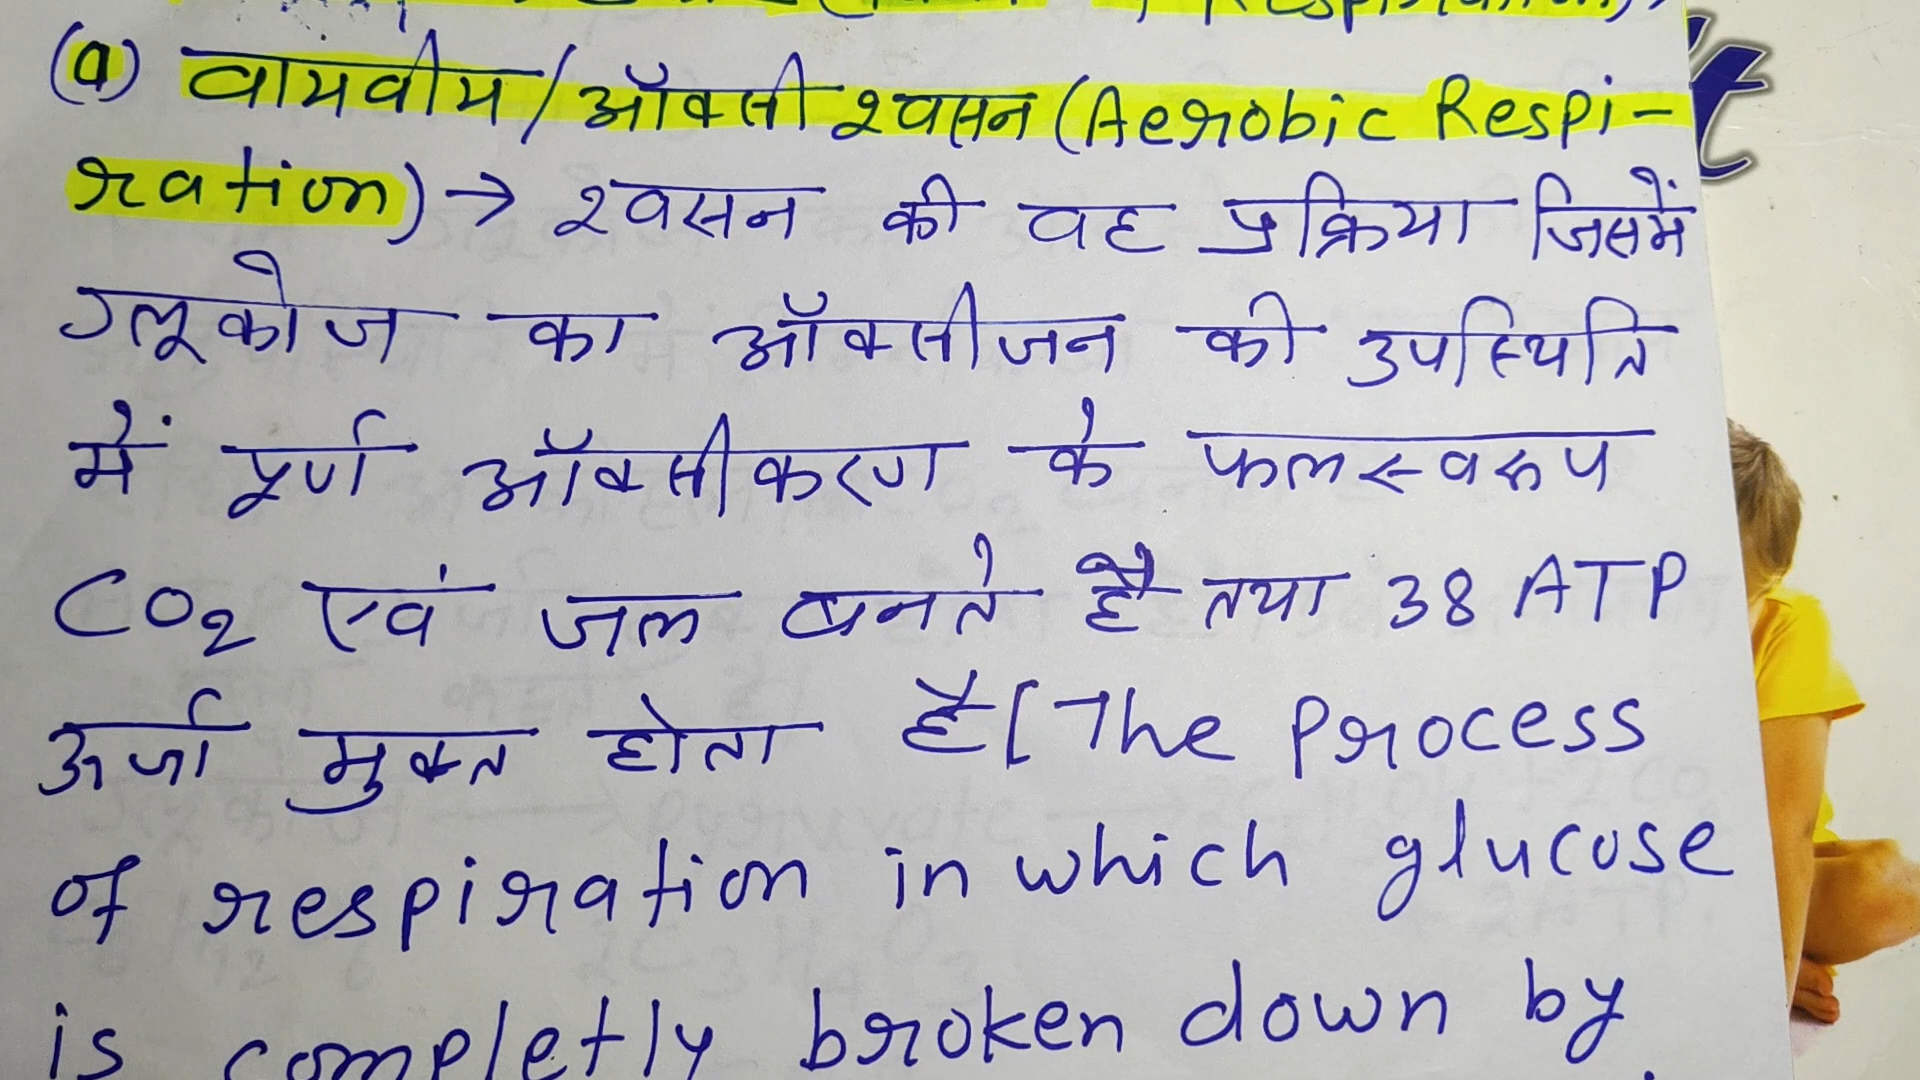 (a) वायवीय/ऑक्सी श्वसन (Aerobic Respi-
ration) → श्वसन की वह प्रक्रिया जिसमें
ग्लूकोज का ऑक्सीजन की उपस्थिति
में पूर्ण ऑक्सीकरण के फलस्वरूप
CO₂ एवं जल बनते है तथा 38 ATP
ऊर्जा मुक्त होता है [The process
of respiration in which glucose
is completly broken down by